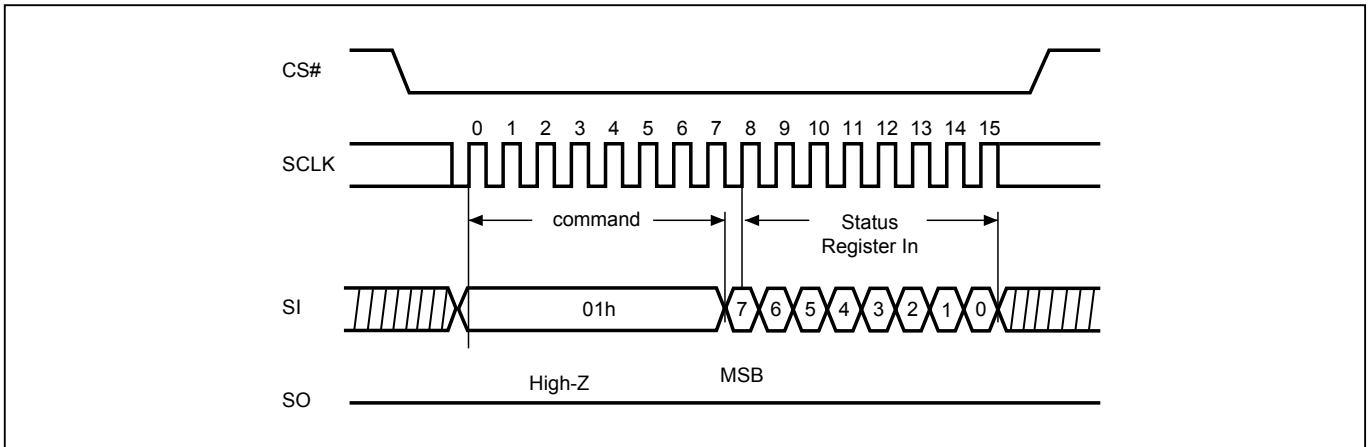 CS#
0 1 2 3 4 5 6 7 8 9 10 11 12 13 14 15
SCLK
command
Status
Register In
SI
01h
7 6 5 4 3 2 1 0
High-Z
MSB
SO